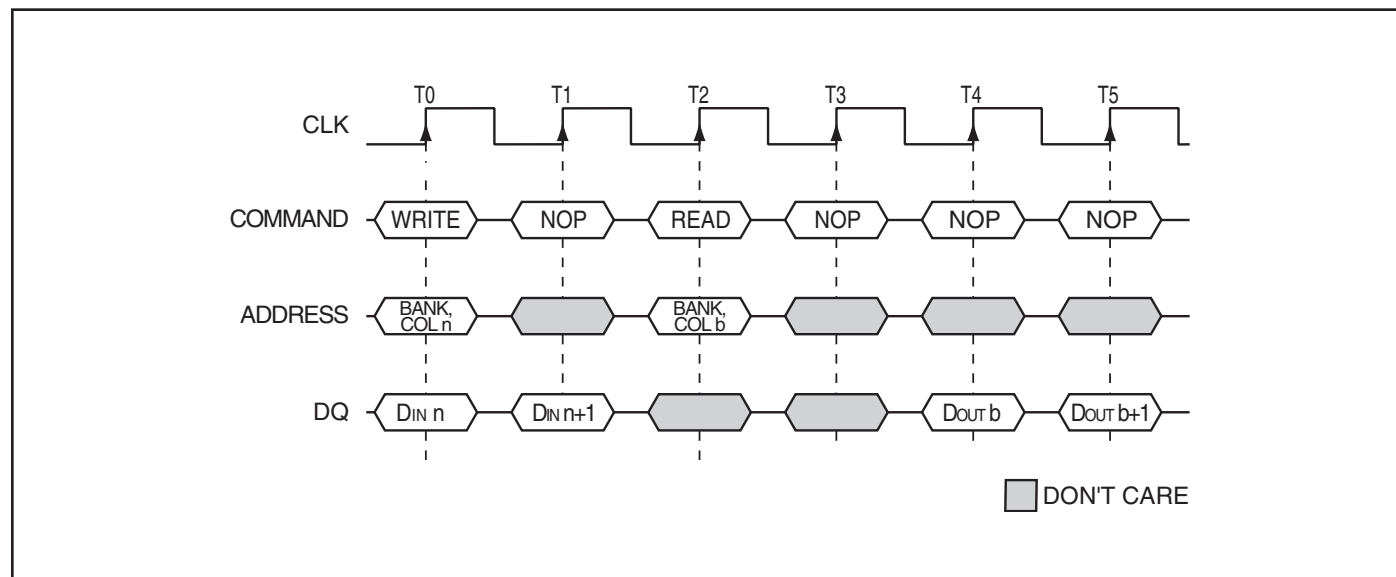 T0 T1 T2 T3 T4 T5
CLK
COMMAND WRITE NOP READ NOP NOP NOP
ADDRESS BANK, COL n BANK, COL b
DQ DIN n DIN n+1 DOUT b DOUT b+1
DON'T CARE